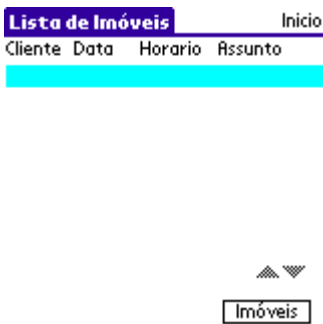 Lista de Imóveis Inicio
Cliente Data Horario Assunto
Imóveis